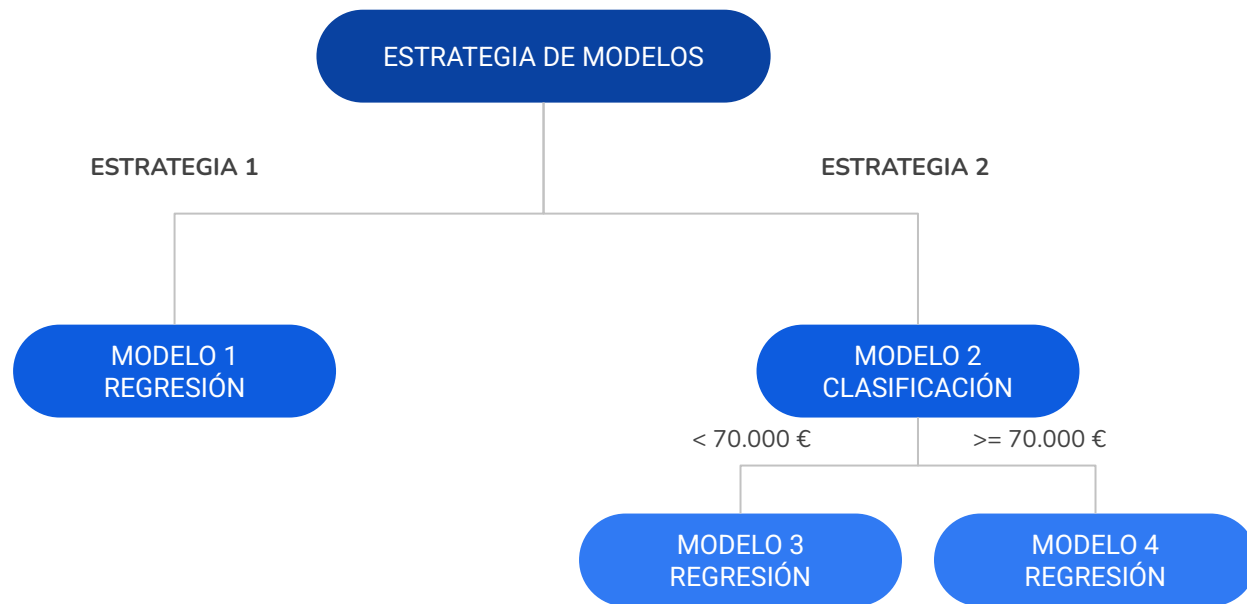 ESTRATEGIA DE MODELOS
ESTRATEGIA 1
ESTRATEGIA 2
MODELO 1
REGRESIÓN
MODELO 2
CLASIFICACIÓN
< 70.000 €
>= 70.000 €
MODELO 3
REGRESIÓN
MODELO 4
REGRESIÓN